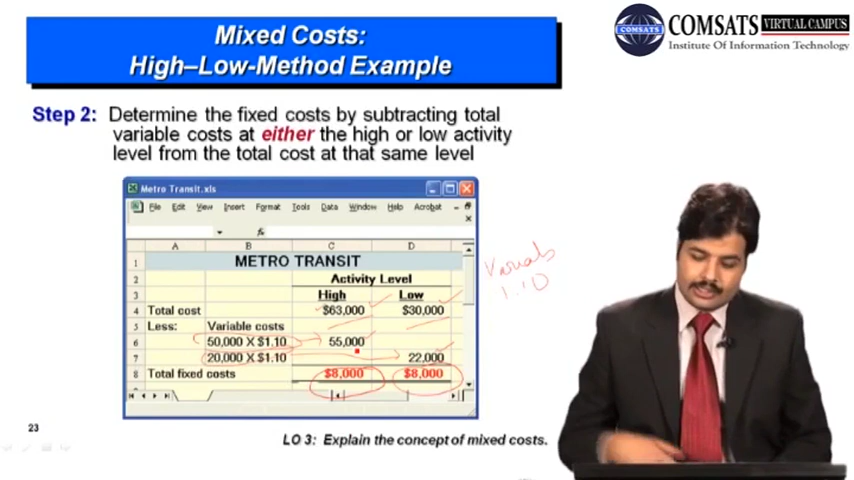 Mixed Costs:
High–Low-Method Example
COMSATS
COMSATS VIRTUAL CAMPUS
Institute Of Information Technology
Step 2: Determine the fixed costs by subtracting total
variable costs at either the high or low activity
level from the total cost at that same level
Metro Transit.xls
File Edit View Insert Format Tools Data Window Help Acrobat
fx
A B C D
1 METRO TRANSIT
2 Activity Level
3 High Low
4 Total cost $63,000 $30,000
5 Less: Variable costs
6 50,000 X $1.10 55,000
7 20,000 X $1.10 22,000
8 Total fixed costs $8,000 $8,000
1.10
23
LO 3: Explain the concept of mixed costs.